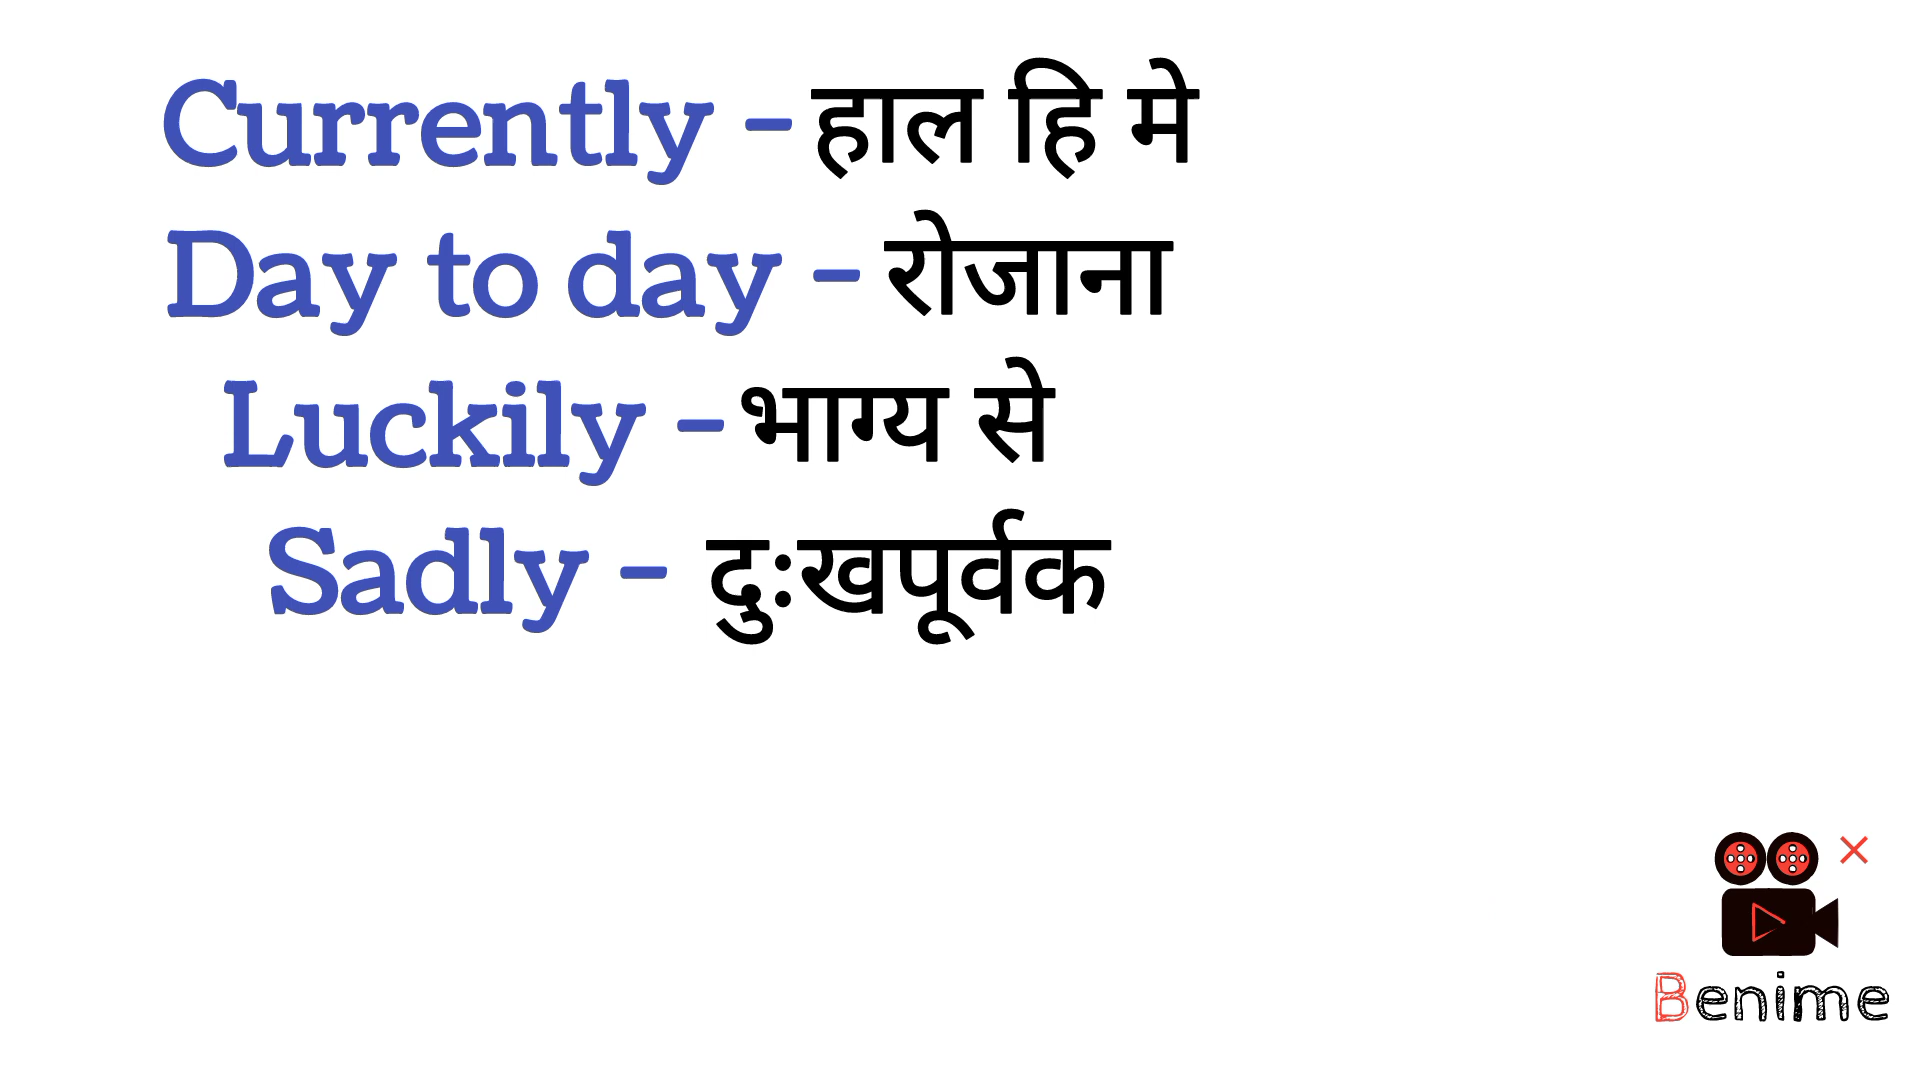 Currently - हाल हि मे
Day to day - रोजाना
Luckily - भाग्य से
Sadly - दुःखपूर्वक
Benime